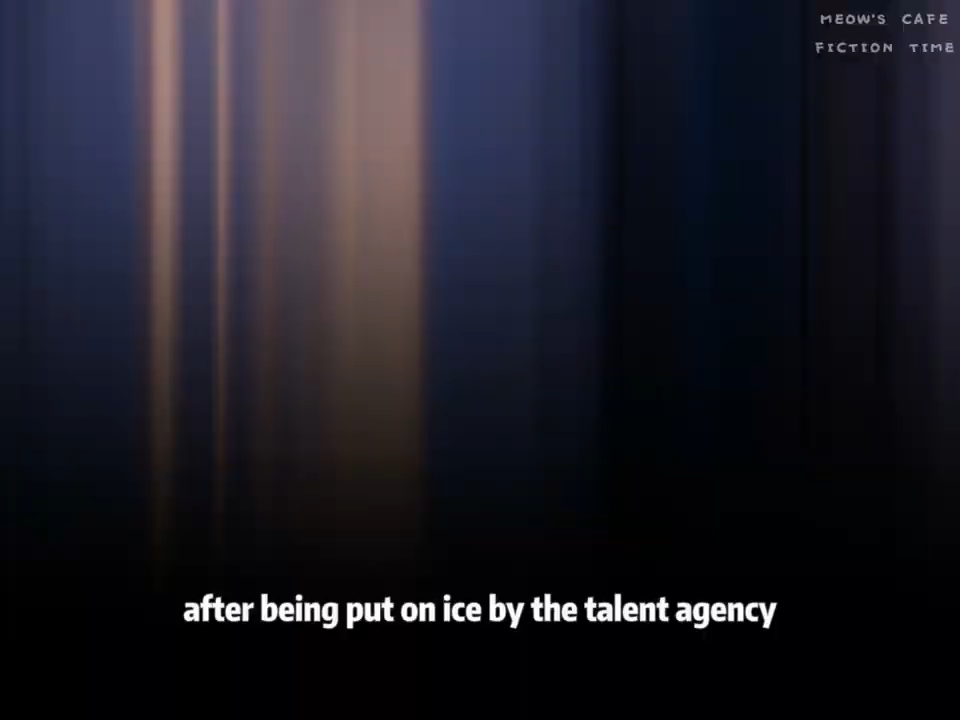 MEOW'S CAFE
FICTION TIME
after being put on ice by the talent agency